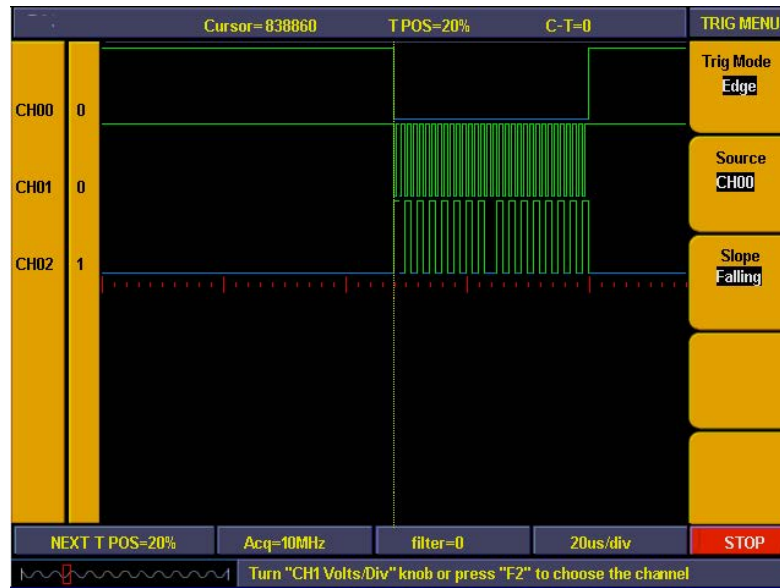 Cursor=838860 T POS=20% C-T=0 TRIG MENU
Trig Mode
Edge
CH00 0
Source
CH01 0 CH00
CH02 1
Slope
Falling
NEXT T POS=20% Acq=10MHz filter=0 20us/div STOP
Turn "CH1 Volts/Div" knob or press "F2" to choose the channel